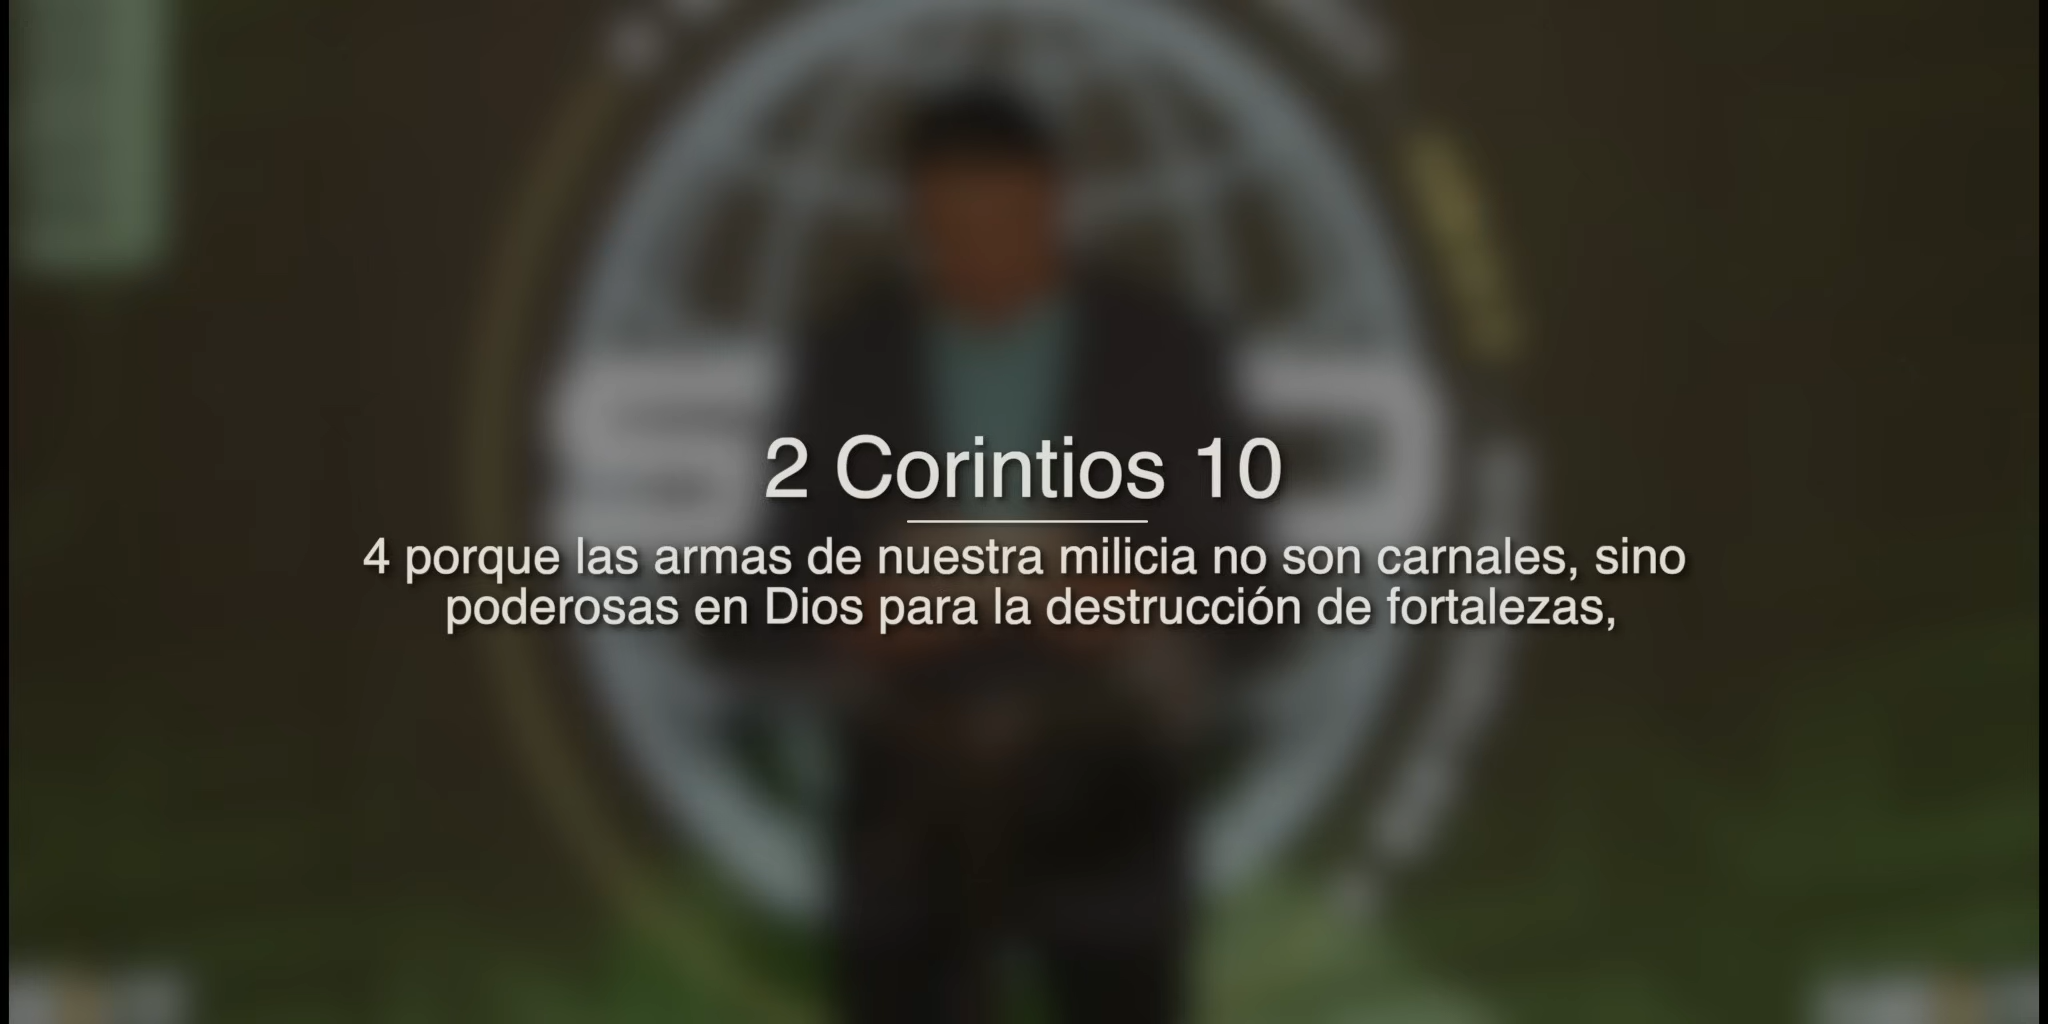 2 Corintios 10
4 porque las armas de nuestra milicia no son carnales, sino
poderosas en Dios para la destrucción de fortalezas,